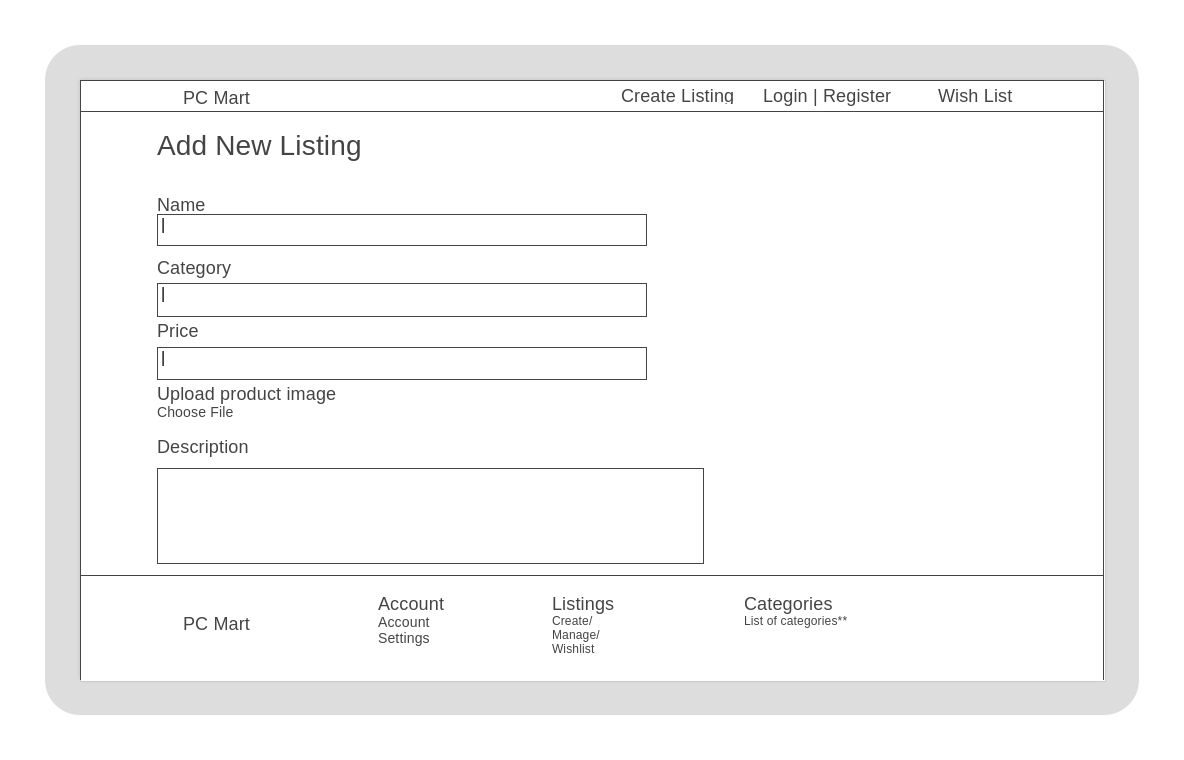 PC Mart
Create Listing
Login | Register
Wish List
Add New Listing
Name
Category
Price
Upload product image
Choose File
Description
PC Mart
Account
Account
Settings
Listings
Create/
Manage/
Wishlist
Categories
List of categories**